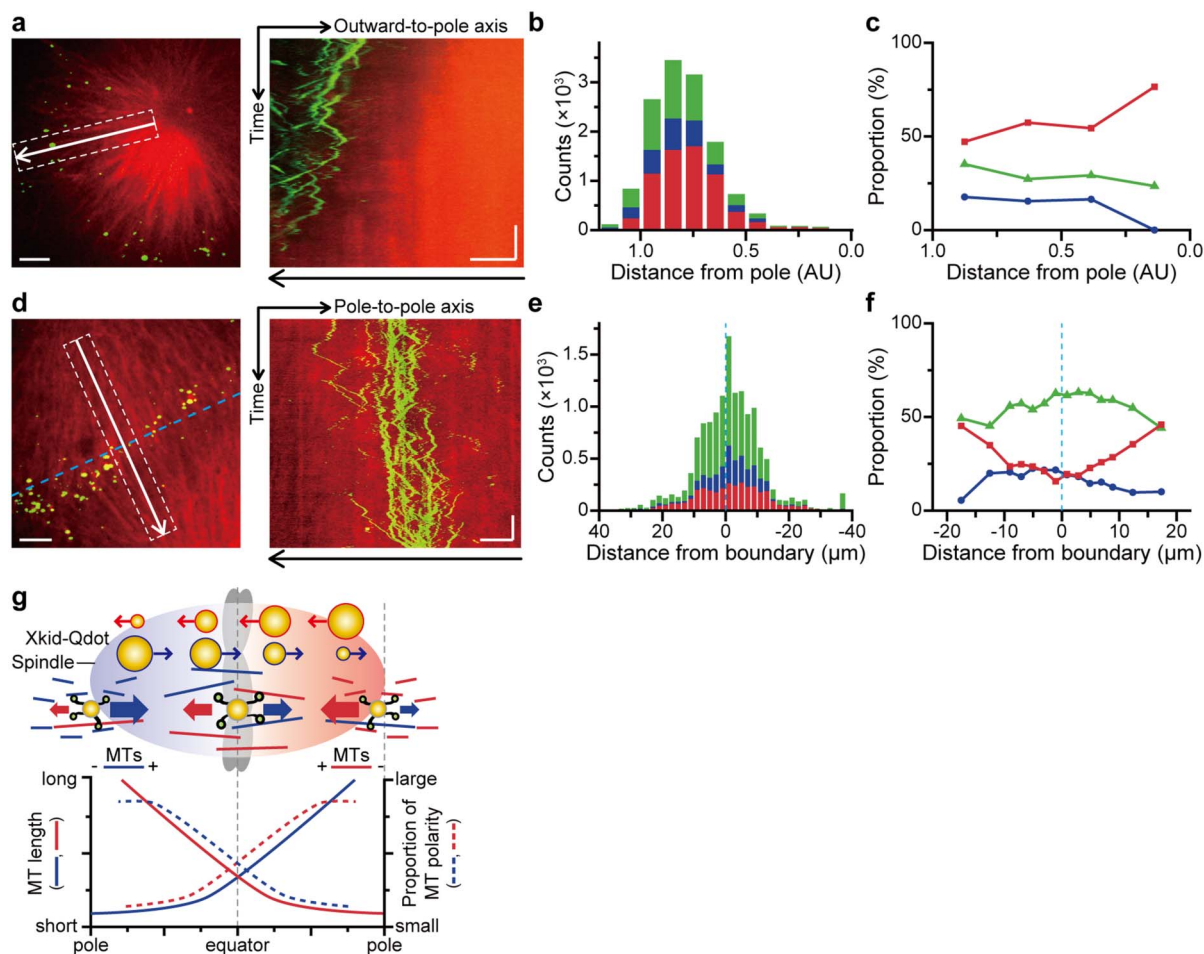 a
Outward-to-pole axis
Time
b
Counts (×10³)
3
2
1
0
1.0
0.5
0.0
Distance from pole (AU)
c
Proportion (%)
100
50
0
1.0
0.5
0.0
Distance from pole (AU)
d
Pole-to-pole axis
Time
e
Counts (×10³)
1.5
1.0
0.5
0
40
20
0
-20
-40
Distance from boundary (µm)
f
Proportion (%)
100
50
0
-20
-10
0
10
20
Distance from boundary (µm)
g
Xkid-Qdot
Spindle
- MTs +
+ MTs -
long
short
MT length
( , )
large
small
Proportion of
MT polarity
( , )
pole
equator
pole